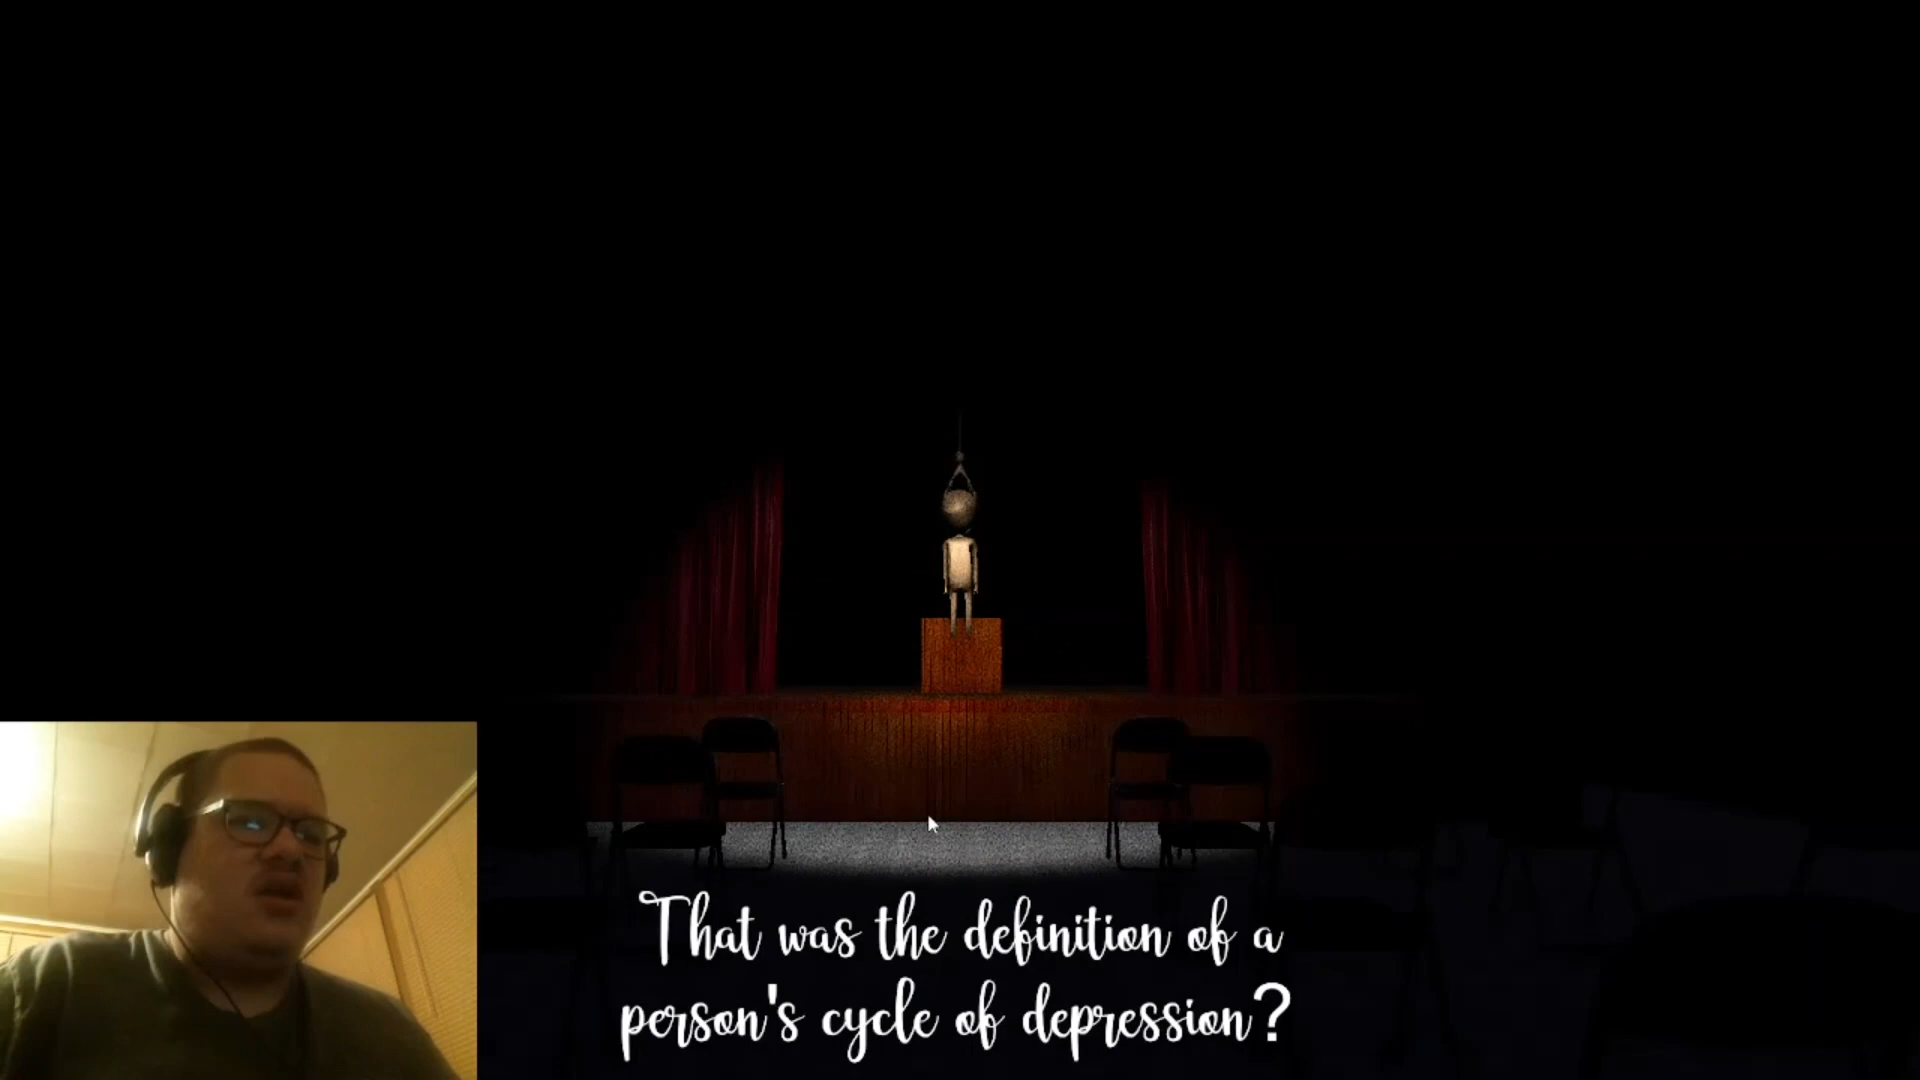 That was the definition of a
person's cycle of depression?